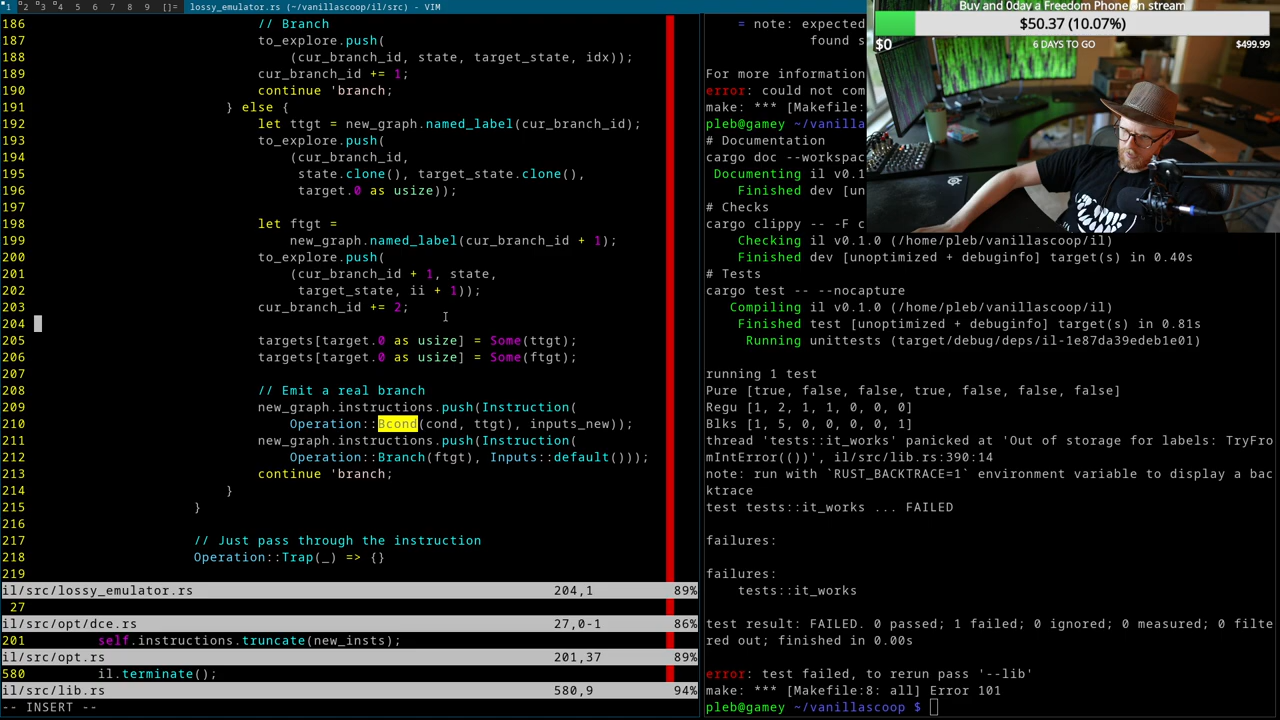 1 2 3 4 5 6 7 8 9 []= lossy_emulator.rs (~/vanillascoop/il/src) - VIM
186 // Branch
187 to_explore.push(
188 (cur_branch_id, state, target_state, idx));
189 cur_branch_id += 1;
190 continue 'branch;
191 } else {
192 let ttgt = new_graph.named_label(cur_branch_id);
193 to_explore.push(
194 (cur_branch_id,
195 state.clone(), target_state.clone(),
196 target.0 as usize));
197
198 let ftgt =
199 new_graph.named_label(cur_branch_id + 1);
200 to_explore.push(
201 (cur_branch_id + 1, state,
202 target_state, ii + 1));
203 cur_branch_id += 2;
204
205 targets[target.0 as usize] = Some(ttgt);
206 targets[target.0 as usize] = Some(ftgt);
207
208 // Emit a real branch
209 new_graph.instructions.push(Instruction(
210 Operation::Bcond(cond, ttgt), inputs_new));
211 new_graph.instructions.push(Instruction(
212 Operation::Branch(ftgt), Inputs::default()));
213 continue 'branch;
214 }
215 }
216
217 // Just pass through the instruction
218 Operation::Trap(_) => {}
219
il/src/lossy_emulator.rs 204,1 89%
27
il/src/opt/dce.rs 27,0-1 86%
201 self.instructions.truncate(new_insts);
il/src/opt.rs 201,37 89%
580 il.terminate();
il/src/lib.rs 580,9 94%
-- INSERT --
= note: expected
found s
For more information
error: could not com
make: *** [Makefile:
pleb@gamey ~/vanilla
# Documentation
cargo doc --workspac
Documenting il v0.1
Finished dev [un
# Checks
cargo clippy -- -F c
Checking il v0.1.0 (/home/pleb/vanillascoop/il)
Finished dev [unoptimized + debuginfo] target(s) in 0.40s
# Tests
cargo test -- --nocapture
Compiling il v0.1.0 (/home/pleb/vanillascoop/il)
Finished test [unoptimized + debuginfo] target(s) in 0.81s
Running unittests (target/debug/deps/il-1e87da39edeb1e01)
running 1 test
Pure [true, false, false, true, false, false, false]
Regu [1, 2, 1, 1, 0, 0, 0]
Blks [1, 5, 0, 0, 0, 0, 1]
thread 'tests::it_works' panicked at 'Out of storage for labels: TryFro
mIntError(())', il/src/lib.rs:390:14
note: run with `RUST_BACKTRACE=1` environment variable to display a bac
ktrace
test tests::it_works ... FAILED
failures:
failures:
tests::it_works
test result: FAILED. 0 passed; 1 failed; 0 ignored; 0 measured; 0 filte
red out; finished in 0.00s
error: test failed, to rerun pass '--lib'
make: *** [Makefile:8: all] Error 101
pleb@gamey ~/vanillascoop $
Buy and 0day a Freedom Phone on stream
$50.37 (10.07%)
$0 6 DAYS TO GO $499.99